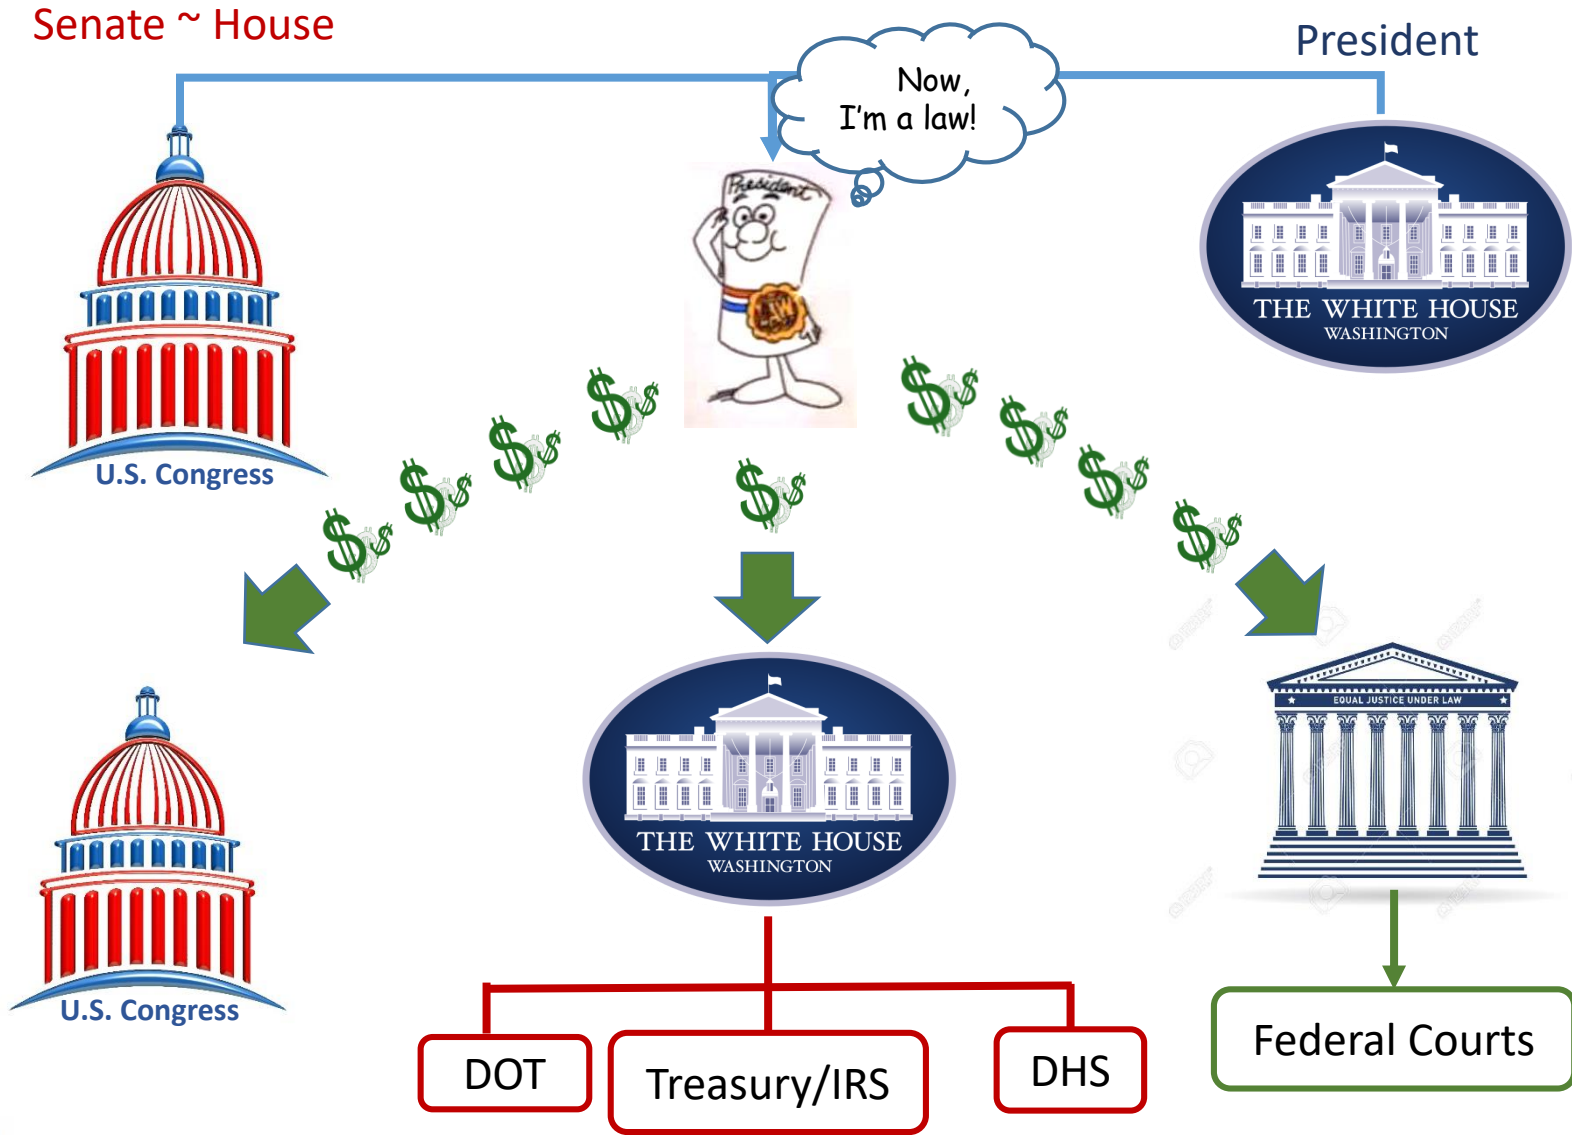 Senate ~ House
President
Now,
I'm a law!
President
THE WHITE HOUSE
WASHINGTON
U.S. Congress
LAW
$$
$$
$$
$$
$$
$$
$$
$$
$$
EQUAL JUSTICE UNDER LAW
THE WHITE HOUSE
WASHINGTON
U.S. Congress
DOT
Treasury/IRS
DHS
Federal Courts